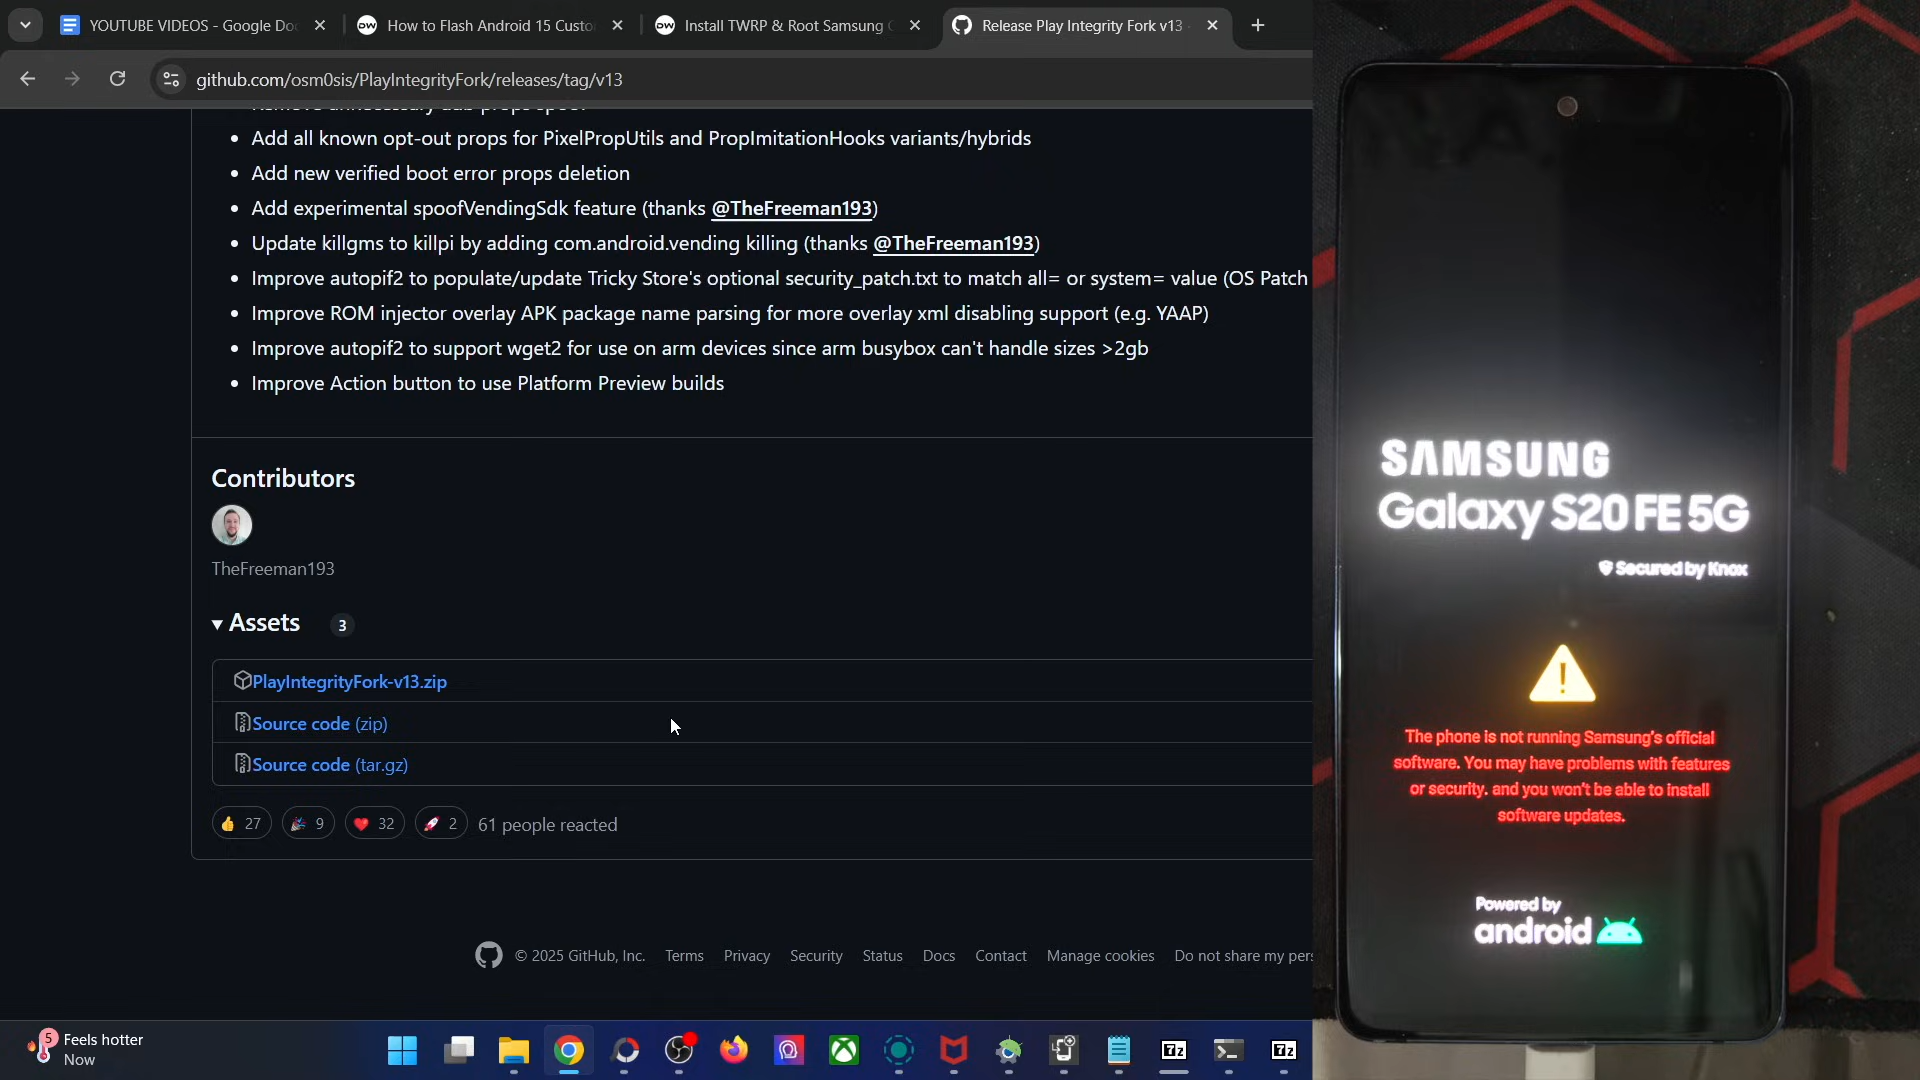 YOUTUBE VIDEOS - Google Do
How to Flash Android 15 Custo
Install TWRP & Root Samsung
Release Play Integrity Fork v13
github.com/osm0sis/PlayIntegrityFork/releases/tag/v13
Add all known opt-out props for PixelPropUtils and PropImitationHooks variants/hybrids
Add new verified boot error props deletion
Add experimental spoofVendingSdk feature (thanks @TheFreeman193)
Update killgms to killpi by adding com.android.vending killing (thanks @TheFreeman193)
Improve autopif2 to populate/update Tricky Store's optional security_patch.txt to match all= or system= value (OS Patch
Improve ROM injector overlay APK package name parsing for more overlay xml disabling support (e.g. YAAP)
Improve autopif2 to support wget2 for use on arm devices since arm busybox can't handle sizes >2gb
Improve Action button to use Platform Preview builds
Contributors
TheFreeman193
Assets 3
PlayIntegrityFork-v13.zip
Source code (zip)
Source code (tar.gz)
27 9 32 2 61 people reacted
© 2025 GitHub, Inc. Terms Privacy Security Status Docs Contact Manage cookies Do not share my pers
5
Feels hotter
Now
SAMSUNG
Galaxy S20 FE 5G
Secured by Knox
The phone is not running Samsung's official
software. You may have problems with features
or security, and you won't be able to install
software updates.
Powered by
android